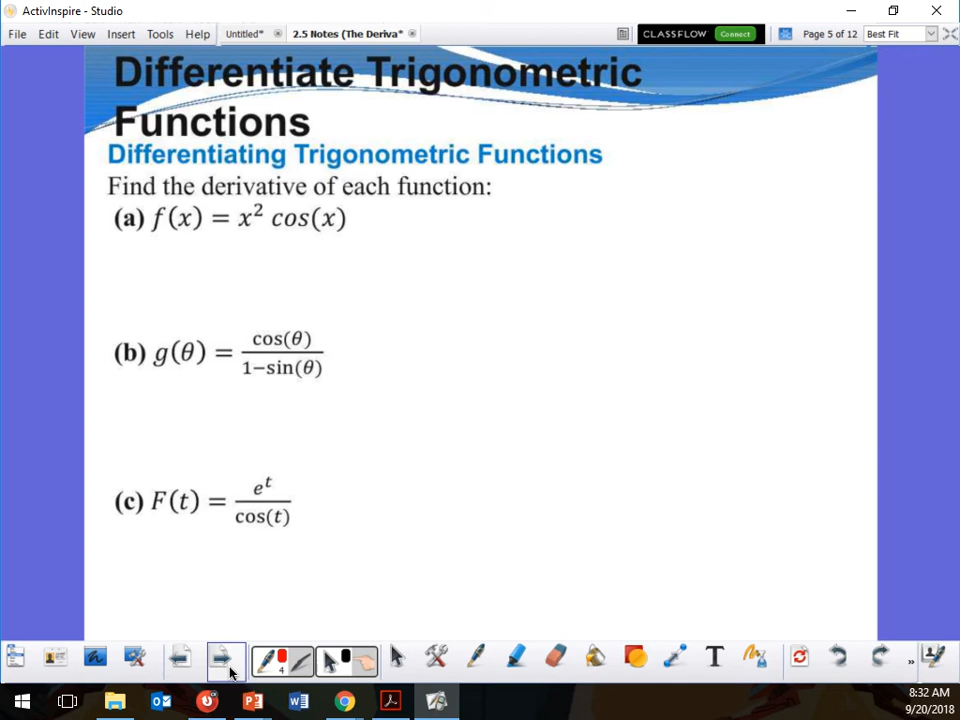 ActivInspire - Studio
File Edit View Insert Tools Help Untitled* 2.5 Notes (The Deriva* CLASSFLOW Connect Page 5 of 12 Best Fit
Differentiate Trigonometric
Functions
Differentiating Trigonometric Functions
Find the derivative of each function:
(a) f(x) = x² cos(x)
(b) g(θ) = cos(θ) / 1−sin(θ)
(c) F(t) = e^t / cos(t)
4 T »
8:32 AM
9/20/2018